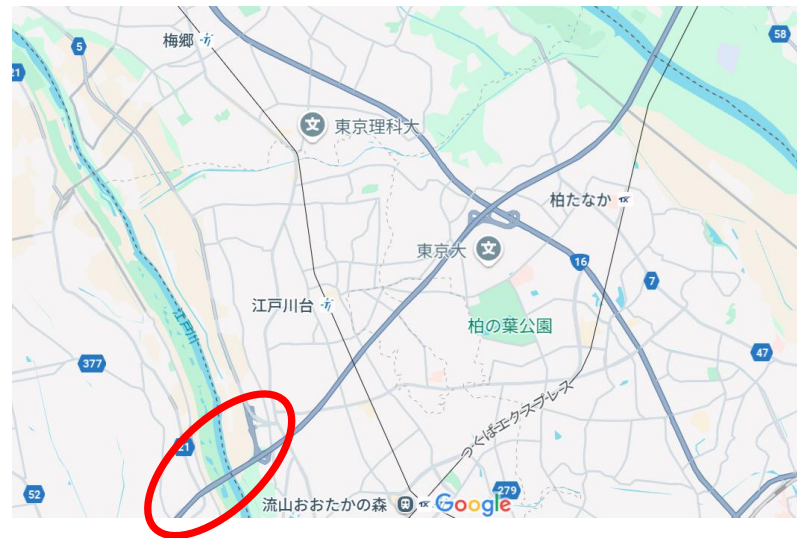 58
5
梅郷
21
東京理科大
柏たなか
TX
東京大
16
7
江戸川台
江戸川
柏の葉公園
377
47
つくばエクスプレス
21
52
279
流山おおたかの森
TX
Google